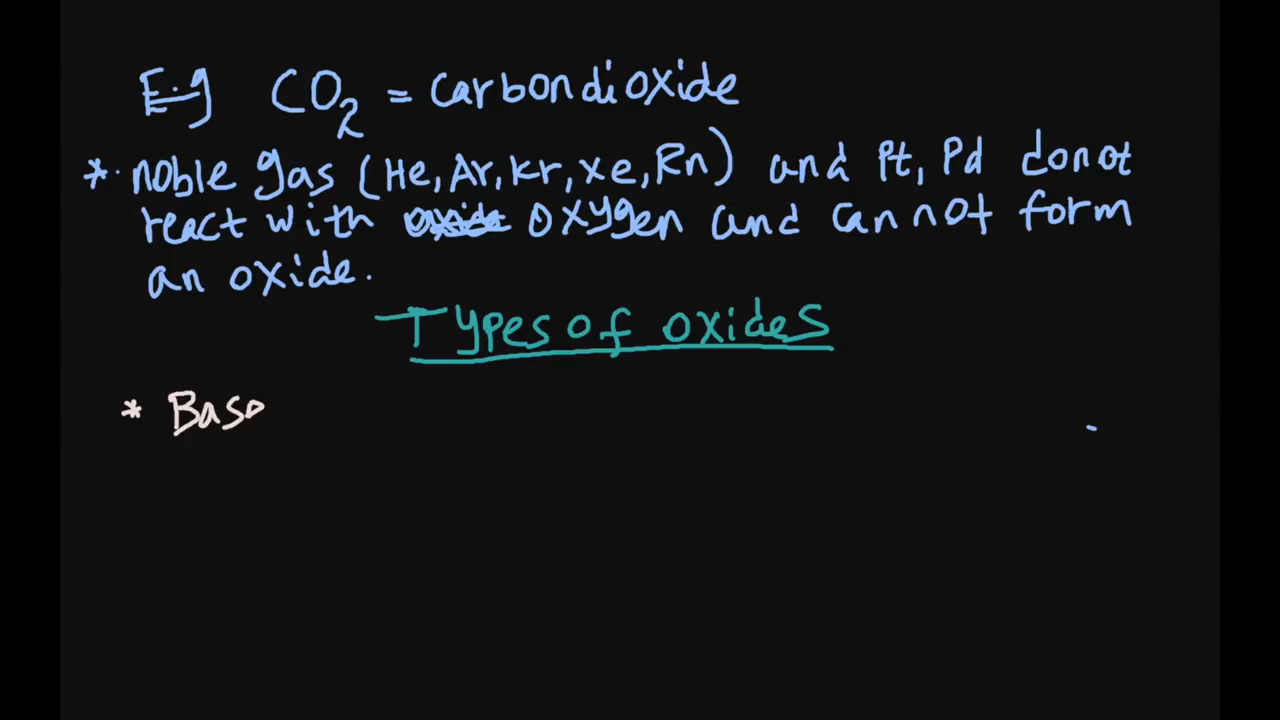 E.g CO₂ = carbondioxide
*. noble gas (He, Ar, Kr, xe, Rn) and Pt, Pd donot
react with oxide oxygen and cannot form
an oxide.
Types of oxides
* Baso